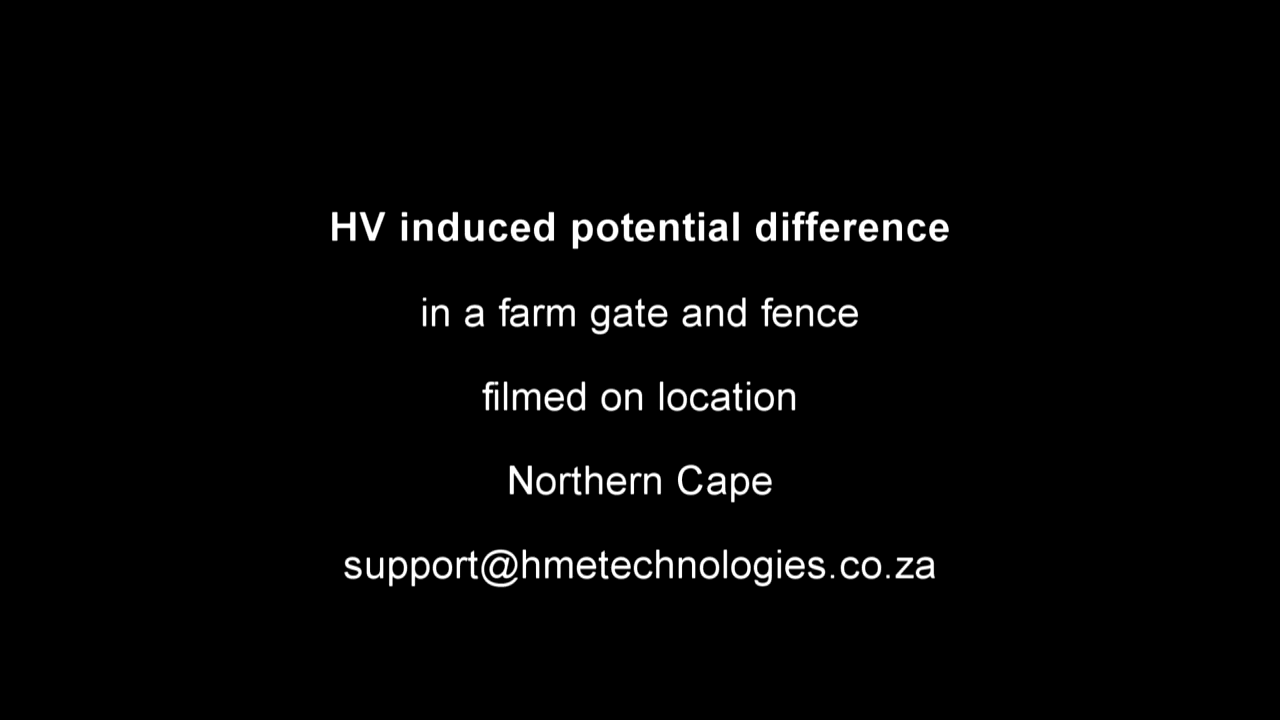 HV induced potential difference
in a farm gate and fence
filmed on location
Northern Cape
support@hmetechnologies.co.za